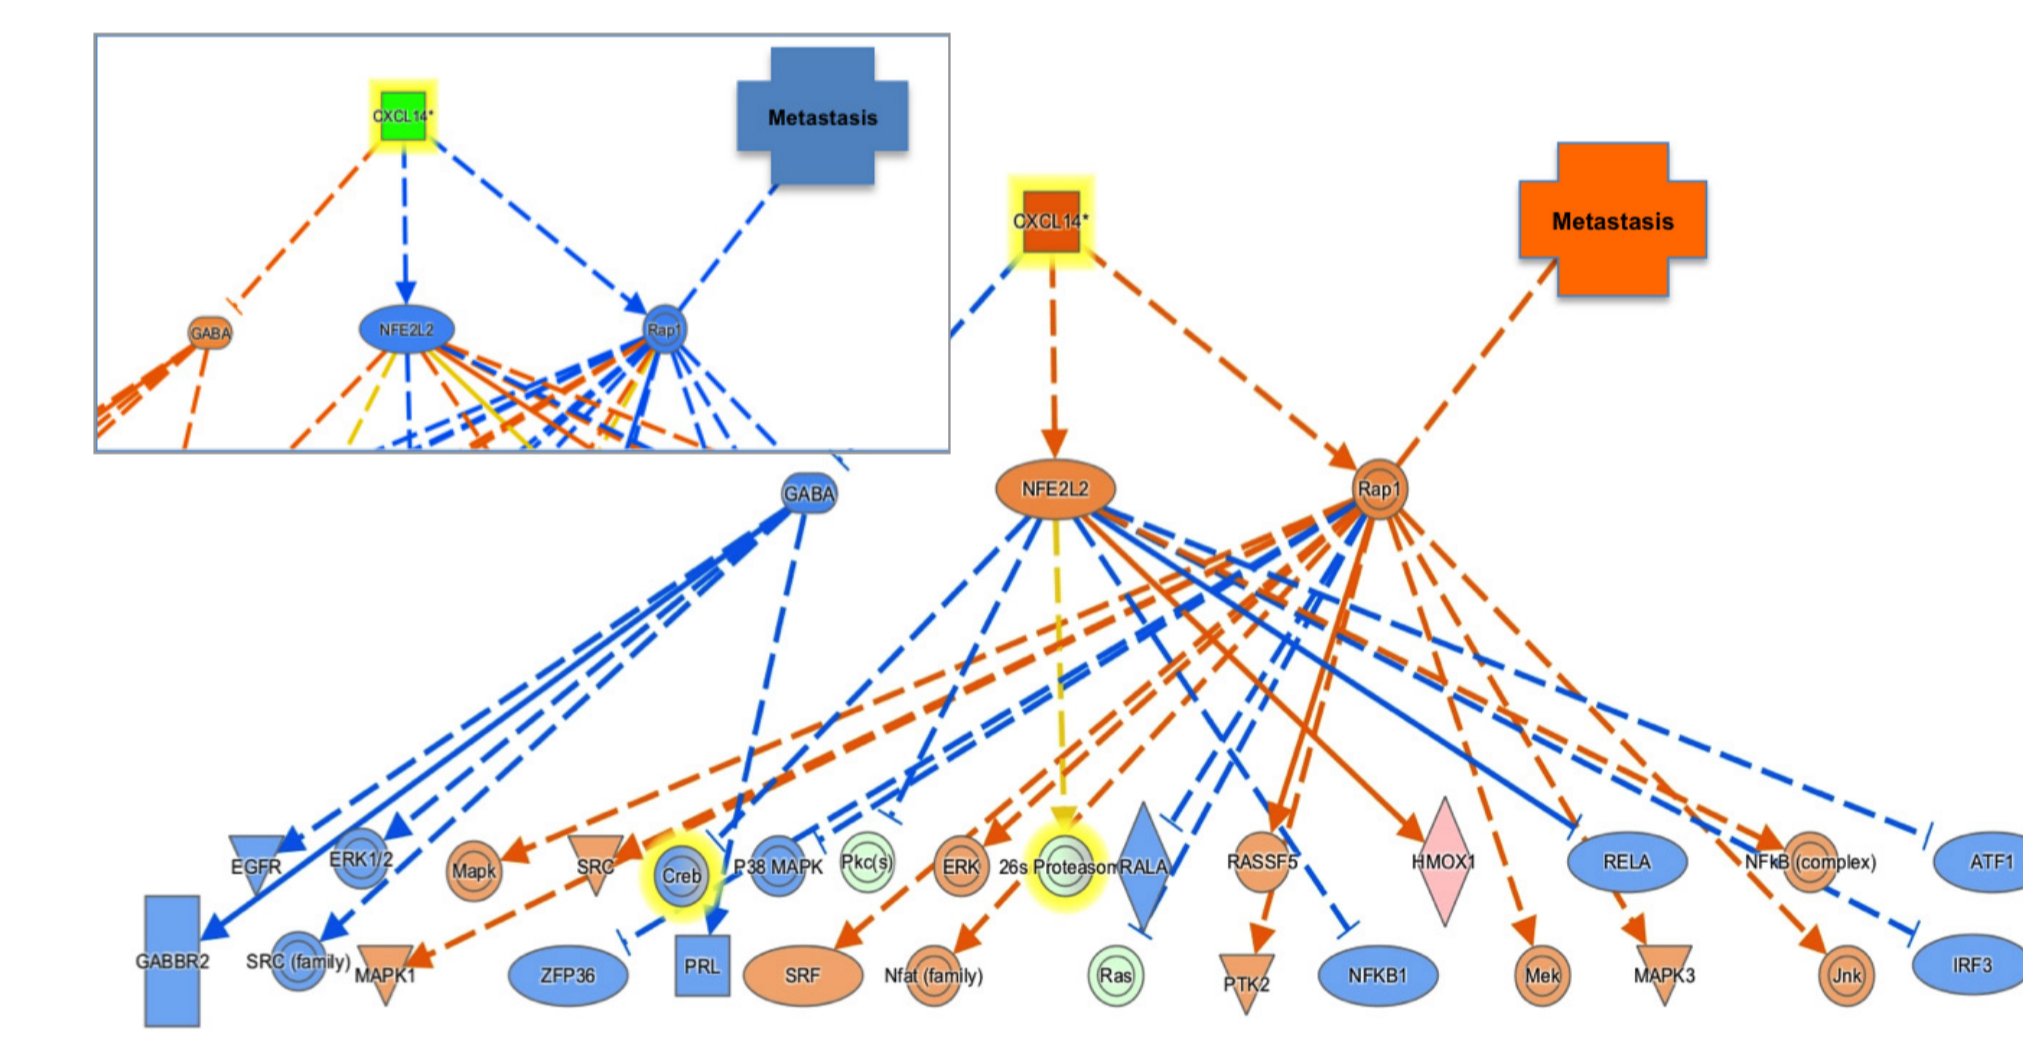 CXCL14*
Metastasis
GABA
NFE2L2
Rap1
CXCL14*
Metastasis
GABA
NFE2L2
Rap1
EGFR
ERK1/2
Mapk
SRC
Creb
P38 MAPK
Pkc(s)
ERK
26s Proteasom
RALA
RASSF5
HMOX1
RELA
NFkB (complex)
ATF1
GABBR2
SRC (family)
MAPK1
ZFP36
PRL
SRF
Nfat (family)
Ras
PTK2
NFKB1
Mek
MAPK3
Jnk
IRF3